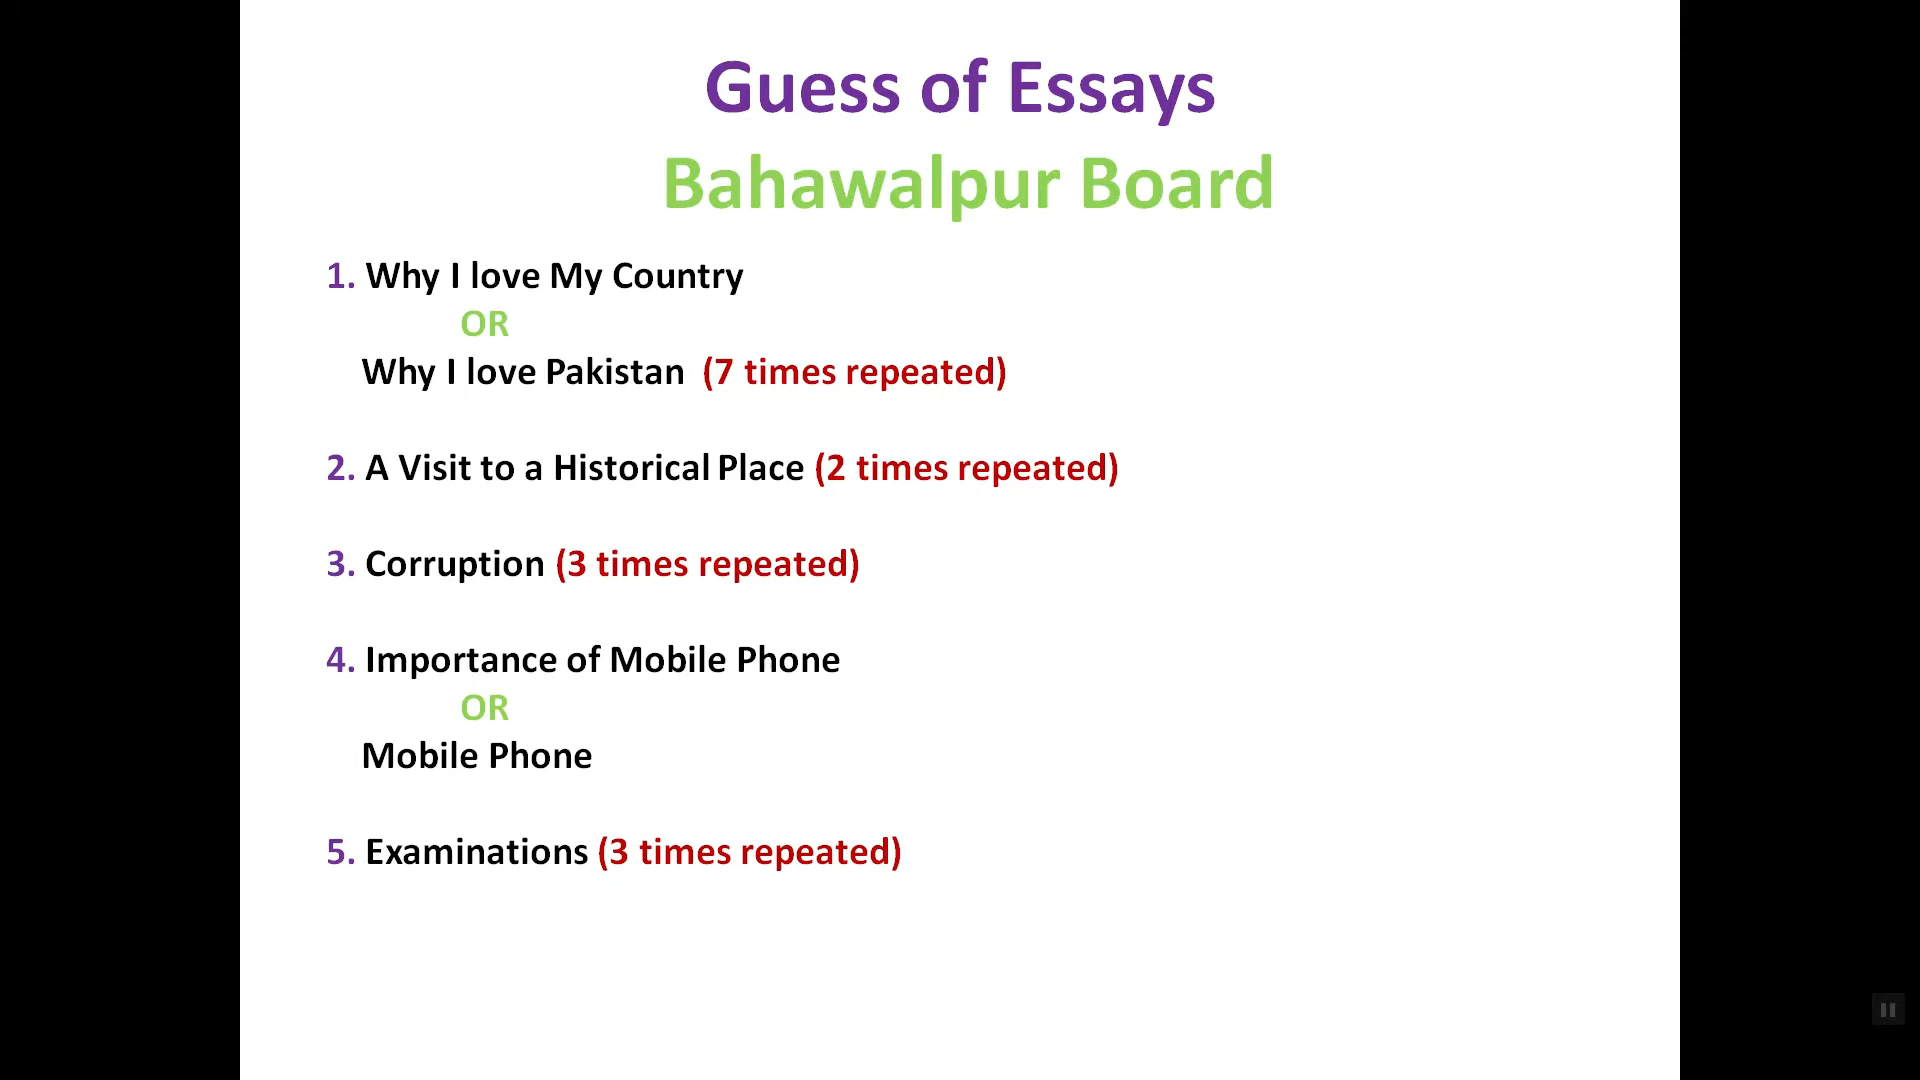 Guess of Essays
Bahawalpur Board
1. Why I love My Country
OR
Why I love Pakistan (7 times repeated)
2. A Visit to a Historical Place (2 times repeated)
3. Corruption (3 times repeated)
4. Importance of Mobile Phone
OR
Mobile Phone
5. Examinations (3 times repeated)